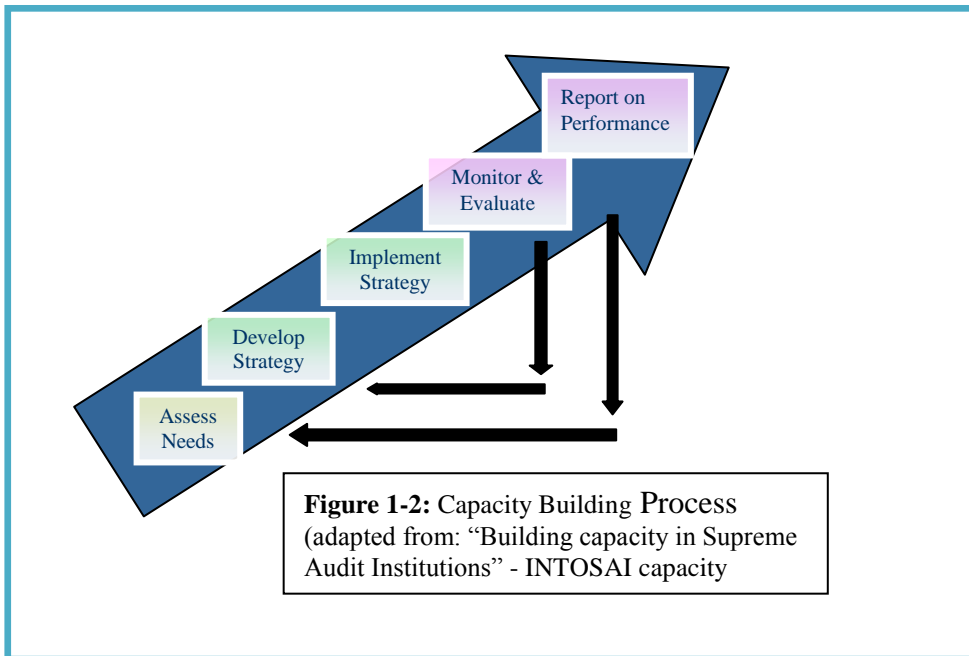 Report on
Performance
Monitor &
Evaluate
Implement
Strategy
Develop
Strategy
Assess
Needs
Figure 1-2: Capacity Building Process
(adapted from: “Building capacity in Supreme
Audit Institutions” - INTOSAI capacity